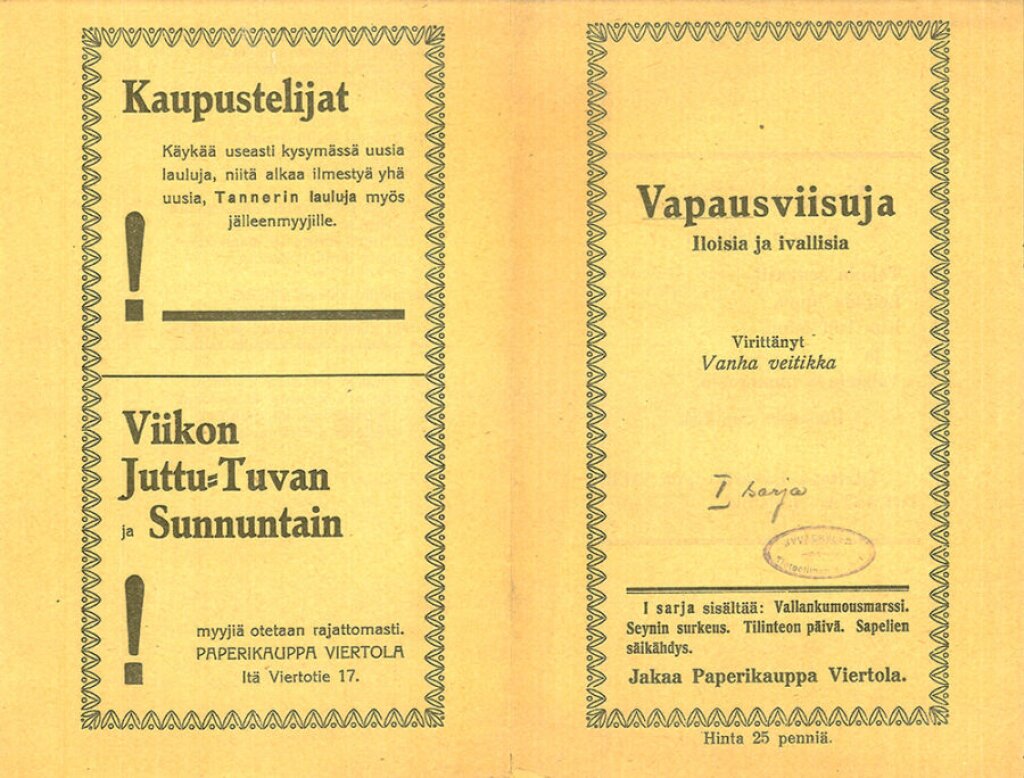 Kaupustelijat
Käykää useasti kysymässä uusia
lauluja, niitä alkaa ilmestyä yhä
uusia, Tannerin lauluja myös
jälleenmyyjille.
!
Viikon
Juttu=Tuvan
ja Sunnuntain
!
myyjiä otetaan rajattomasti.
PAPERIKAUPPA VIERTOLA
Itä Viertotie 17.
Vapausviisuja
Iloisia ja ivallisia
Virittänyt
Vanha veitikka
I sarja
I sarja sisältää: Vallankumousmarssi.
Seynin surkeus. Tilinteon päivä. Sapelien
säikähdys.
Jakaa Paperikauppa Viertola.
Hinta 25 penniä.